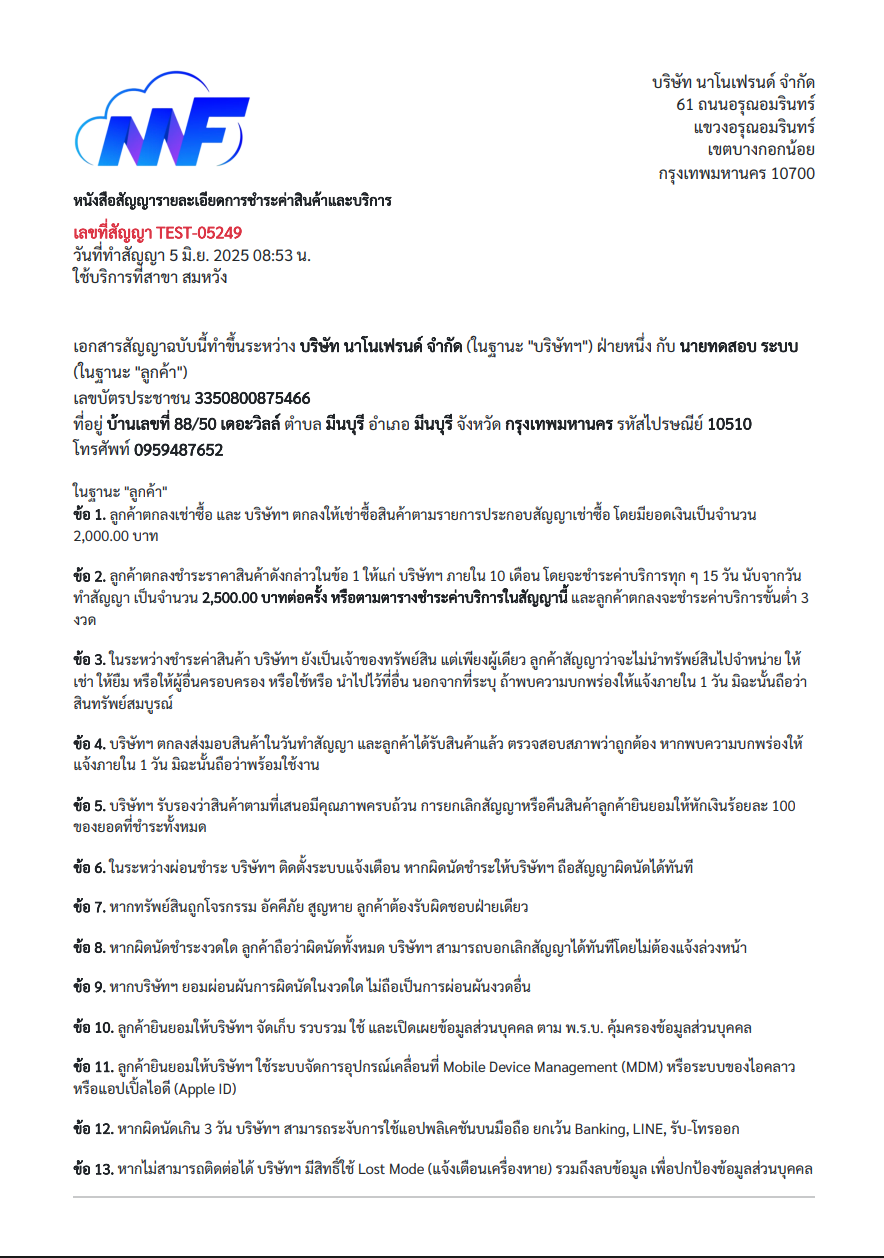 NF
บริษัท นาโนเฟรนด์ จำกัด
61 ถนนอรุณอมรินทร์
แขวงอรุณอมรินทร์
เขตบางกอกน้อย
กรุงเทพมหานคร 10700
หนังสือสัญญารายละเอียดการชำระค่าสินค้าและบริการ
เลขที่สัญญา TEST-05249
วันที่ทำสัญญา 5 มิ.ย. 2025 08:53 น.
ใช้บริการที่สาขา สมหวัง
เอกสารสัญญาฉบับนี้ทำขึ้นระหว่าง บริษัท นาโนเฟรนด์ จำกัด (ในฐานะ "บริษัทฯ") ฝ่ายหนึ่ง กับ นายทดสอบ ระบบ
(ในฐานะ "ลูกค้า")
เลขบัตรประชาชน 3350800875466
ที่อยู่ บ้านเลขที่ 88/50 เดอะวิลล์ ตำบล มีนบุรี อำเภอ มีนบุรี จังหวัด กรุงเทพมหานคร รหัสไปรษณีย์ 10510
โทรศัพท์ 0959487652
ในฐานะ "ลูกค้า"
ข้อ 1. ลูกค้าตกลงเช่าซื้อ และ บริษัทฯ ตกลงให้เช่าซื้อสินค้าตามรายการประกอบสัญญาเช่าซื้อ โดยมียอดเงินเป็นจำนวน
2,000.00 บาท
ข้อ 2. ลูกค้าตกลงชำระราคาสินค้าดังกล่าวในข้อ 1 ให้แก่ บริษัทฯ ภายใน 10 เดือน โดยจะชำระค่าบริการทุก ๆ 15 วัน นับจากวัน
ทำสัญญา เป็นจำนวน 2,500.00 บาทต่อครั้ง หรือตามตารางชำระค่าบริการในสัญญานี้ และลูกค้าตกลงจะชำระค่าบริการขั้นต่ำ 3
งวด
ข้อ 3. ในระหว่างชำระค่าสินค้า บริษัทฯ ยังเป็นเจ้าของทรัพย์สิน แต่เพียงผู้เดียว ลูกค้าสัญญาว่าจะไม่นำทรัพย์สินไปจำหน่าย ให้
เช่า ให้ยืม หรือให้ผู้อื่นครอบครอง หรือใช้หรือ นำไปไว้ที่อื่น นอกจากที่ระบุ ถ้าพบความบกพร่องให้แจ้งภายใน 1 วัน มิฉะนั้นถือว่า
สินทรัพย์สมบูรณ์
ข้อ 4. บริษัทฯ ตกลงส่งมอบสินค้าในวันทำสัญญา และลูกค้าได้รับสินค้าแล้ว ตรวจสอบสภาพว่าถูกต้อง หากพบความบกพร่องให้
แจ้งภายใน 1 วัน มิฉะนั้นถือว่าพร้อมใช้งาน
ข้อ 5. บริษัทฯ รับรองว่าสินค้าตามที่เสนอมีคุณภาพครบถ้วน การยกเลิกสัญญาหรือคืนสินค้าลูกค้ายินยอมให้หักเงินร้อยละ 100
ของยอดที่ชำระทั้งหมด
ข้อ 6. ในระหว่างผ่อนชำระ บริษัทฯ ติดตั้งระบบแจ้งเตือน หากผิดนัดชำระให้บริษัทฯ ถือสัญญาผิดนัดได้ทันที
ข้อ 7. หากทรัพย์สินถูกโจรกรรม อัคคีภัย สูญหาย ลูกค้าต้องรับผิดชอบฝ่ายเดียว
ข้อ 8. หากผิดนัดชำระงวดใด ลูกค้าถือว่าผิดนัดทั้งหมด บริษัทฯ สามารถบอกเลิกสัญญาได้ทันทีโดยไม่ต้องแจ้งล่วงหน้า
ข้อ 9. หากบริษัทฯ ยอมผ่อนผันการผิดนัดในงวดใด ไม่ถือเป็นการผ่อนผันงวดอื่น
ข้อ 10. ลูกค้ายินยอมให้บริษัทฯ จัดเก็บ รวบรวม ใช้ และเปิดเผยข้อมูลส่วนบุคคล ตาม พ.ร.บ. คุ้มครองข้อมูลส่วนบุคคล
ข้อ 11. ลูกค้ายินยอมให้บริษัทฯ ใช้ระบบจัดการอุปกรณ์เคลื่อนที่ Mobile Device Management (MDM) หรือระบบของไอคลาว
หรือแอปเปิ้ลไอดี (Apple ID)
ข้อ 12. หากผิดนัดเกิน 3 วัน บริษัทฯ สามารถระงับการใช้แอปพลิเคชันบนมือถือ ยกเว้น Banking, LINE, รับ-โทรออก
ข้อ 13. หากไม่สามารถติดต่อได้ บริษัทฯ มีสิทธิ์ใช้ Lost Mode (แจ้งเตือนเครื่องหาย) รวมถึงลบข้อมูล เพื่อปกป้องข้อมูลส่วนบุคคล